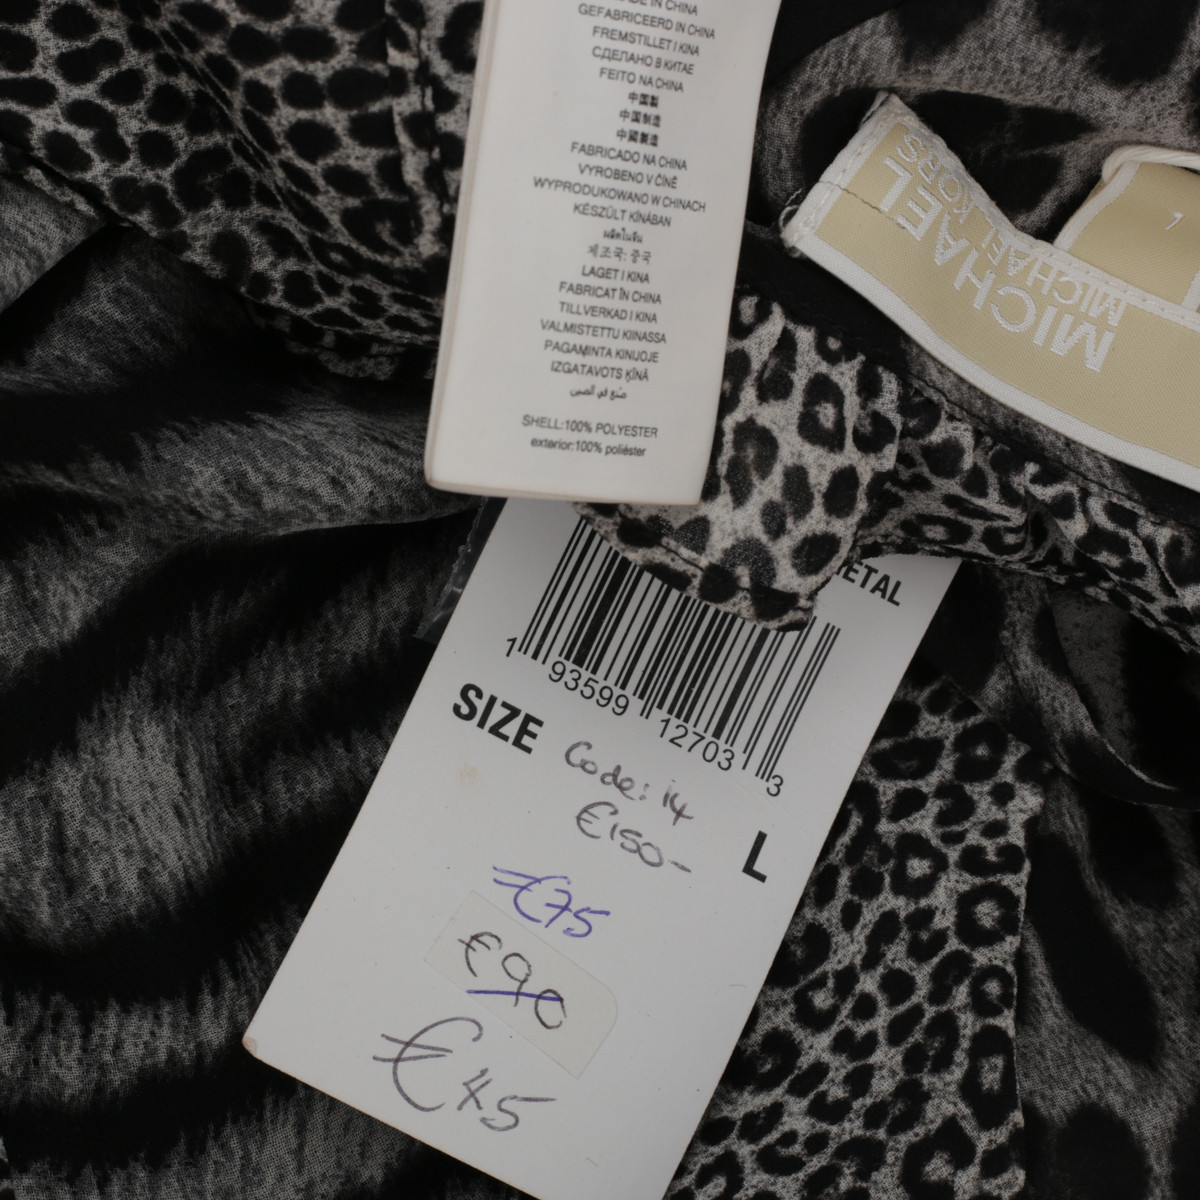 MADE IN CHINA
GEFABRICEERD IN CHINA
FREMSTILLET I KINA
СДЕЛАНО В КИТАЕ
FEITO NA CHINA
中国製
中国制造
中國製造
FABRICADO NA CHINA
VYROBENO V ČÍNĚ
WYPRODUKOWANO W CHINACH
KÉSZÜLT KÍNÁBAN
ผลิตในจีน
제조국: 중국
LAGET I KINA
FABRICAT ÎN CHINA
TILLVERKAD I KINA
VALMISTETTU KIINASSA
PAGAMINTA KINIJOJE
IZGATAVOTS ĶĪNĀ
صنع في الصين
SHELL:100% POLYESTER
exterior:100% poliéster
MICHAEL
MICHAEL KORS
METAL
1 93599 12703 3
SIZE L
Code: 14
€150-
=€75
€90
€45